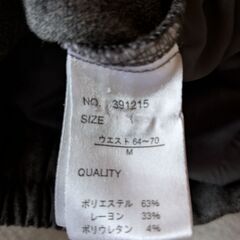 NO. 391215
SIZE
ウエスト 64〜70
M
QUALITY
ポリエステル 63%
レーヨン 33%
ポリウレタン 4%